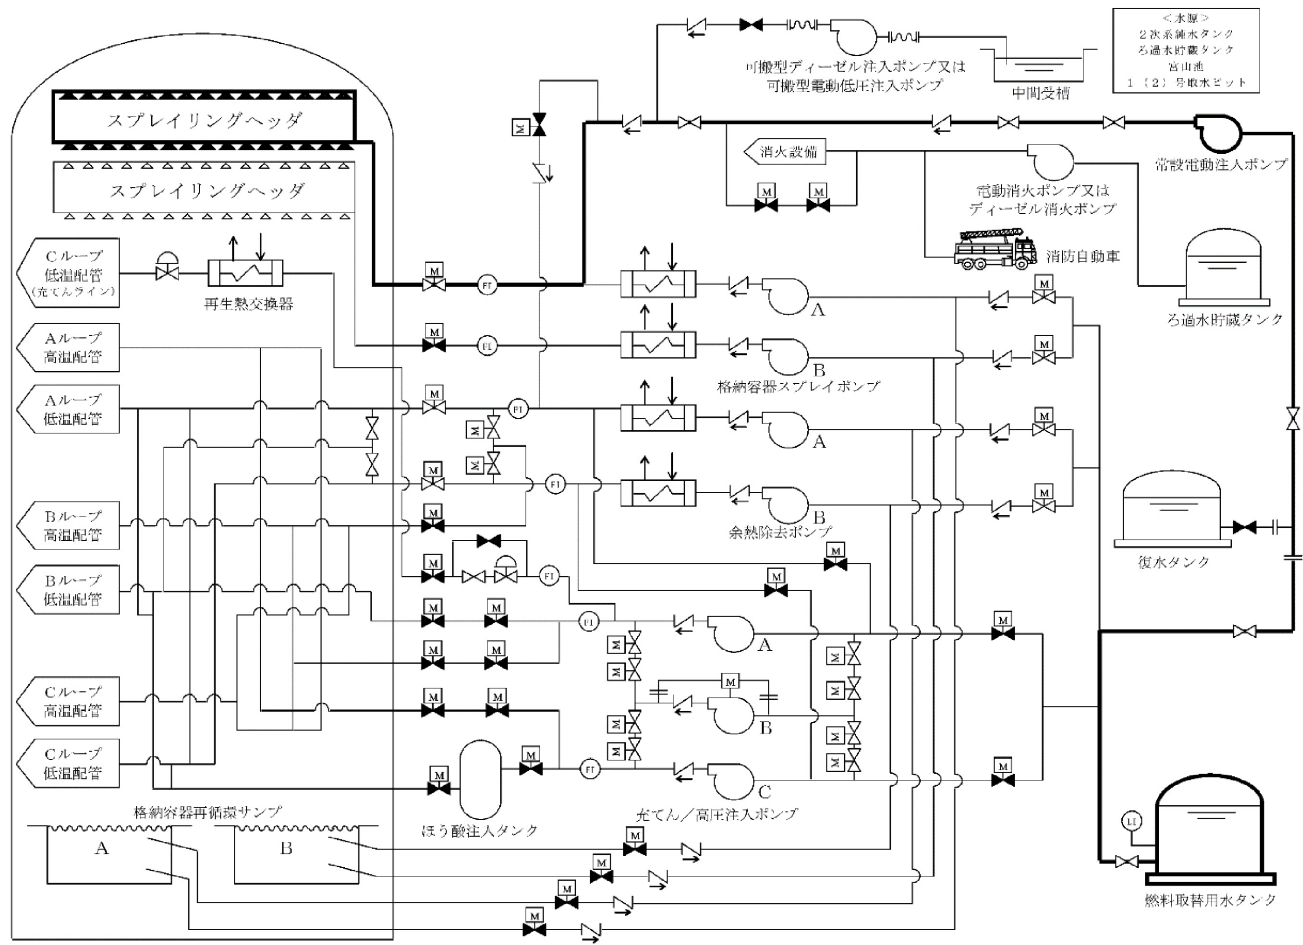 <水源>
2次系純水タンク
ろ過水貯蔵タンク
宮山池
1(2)号取水ピット
可搬型ディーゼル注入ポンプ又は
可搬型電動低圧注入ポンプ
中間受槽
スプレイリングヘッダ
スプレイリングヘッダ
M
消火設備
常設電動注入ポンプ
M
M
電動消火ポンプ又は
ディーゼル消火ポンプ
消防自動車
ろ過水貯蔵タンク
Cループ
低温配管
(充てんライン)
再生熱交換器
M
FI
A
M
Aループ
高温配管
M
FI
B
M
格納容器スプレイポンプ
Aループ
低温配管
M
FI
M
A
M
M
M
FI
B
M
余熱除去ポンプ
Bループ
高温配管
M
復水タンク
M
FI
M
M
Bループ
低温配管
M
M
FI
A
M
M
M
M
M
M
M
Cループ
高温配管
M
M
M
B
M
M
M
M
Cループ
低温配管
M
M
FI
C
M
ほう酸注入タンク
充てん/高圧注入ポンプ
格納容器再循環サンプ
A
B
M
M
M
M
LI
燃料取替用水タンク